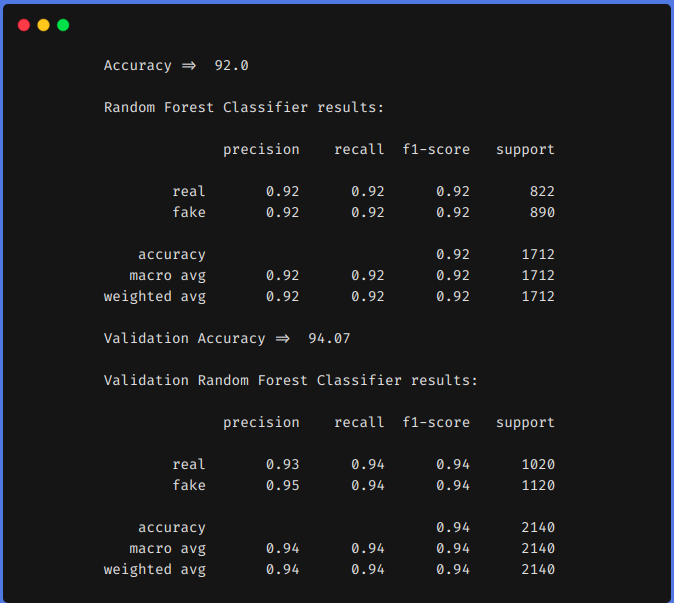 Accuracy => 92.0
Random Forest Classifier results:
precision recall f1-score support
real 0.92 0.92 0.92 822
fake 0.92 0.92 0.92 890
accuracy 0.92 1712
macro avg 0.92 0.92 0.92 1712
weighted avg 0.92 0.92 0.92 1712
Validation Accuracy => 94.07
Validation Random Forest Classifier results:
precision recall f1-score support
real 0.93 0.94 0.94 1020
fake 0.95 0.94 0.94 1120
accuracy 0.94 2140
macro avg 0.94 0.94 0.94 2140
weighted avg 0.94 0.94 0.94 2140